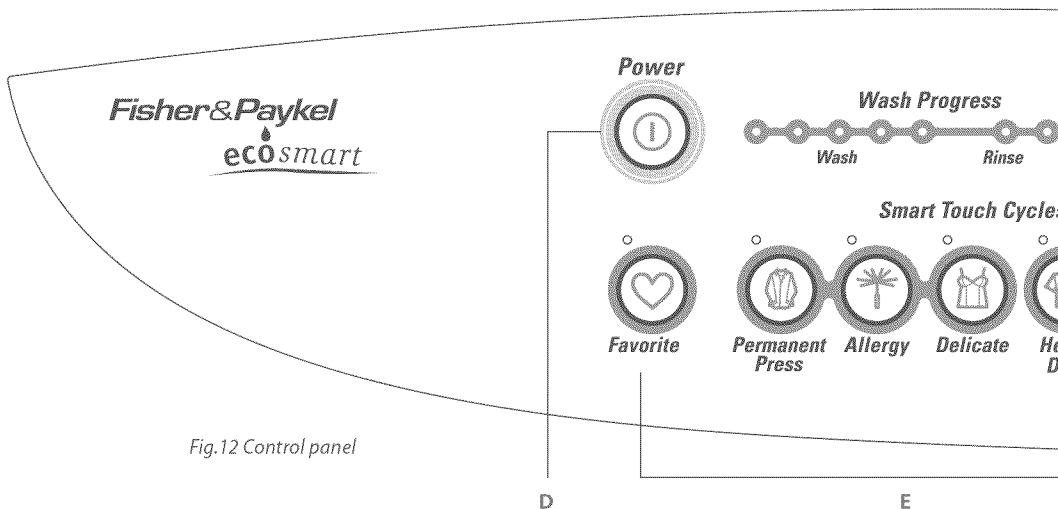 Power
Fisher&Paykel
ecosmart
Wash Progress
Wash
Rinse
Smart Touch
Favorite
Permanent Press
Allergy
Delicate
Fig.12 Control panel
D
E